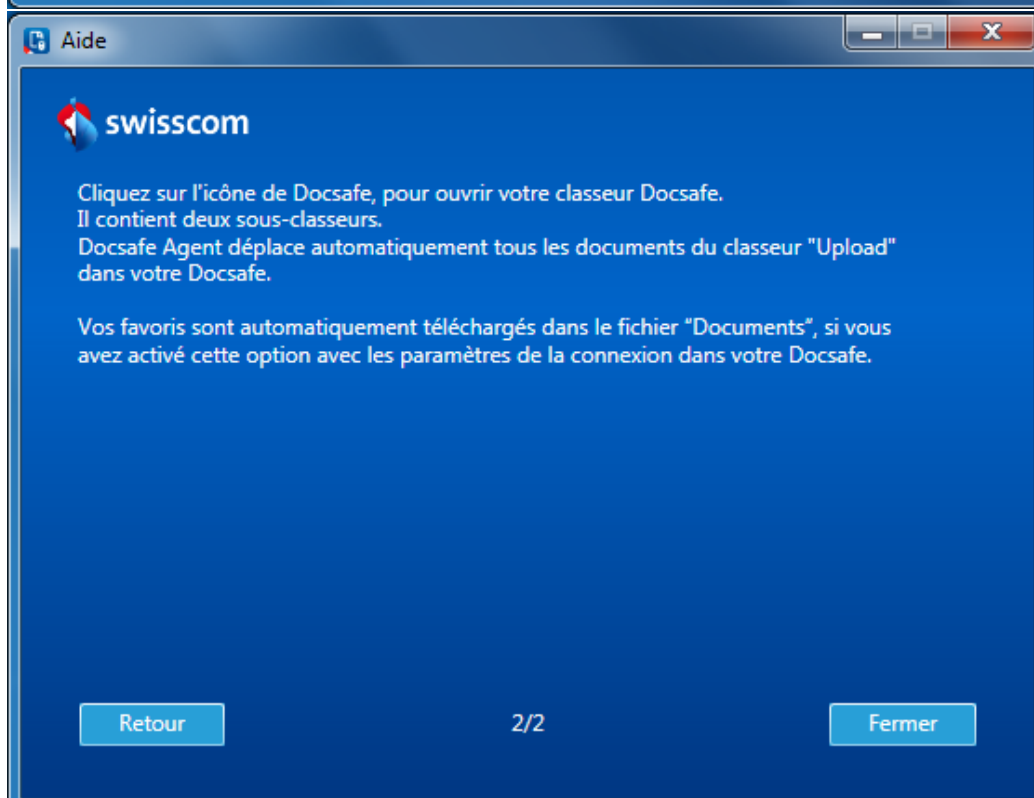 Aide
swisscom
Cliquez sur l'icône de Docsafe, pour ouvrir votre classeur Docsafe.
Il contient deux sous-classeurs.
Docsafe Agent déplace automatiquement tous les documents du classeur "Upload"
dans votre Docsafe.
Vos favoris sont automatiquement téléchargés dans le fichier “Documents”, si vous
avez activé cette option avec les paramètres de la connexion dans votre Docsafe.
Retour 2/2 Fermer